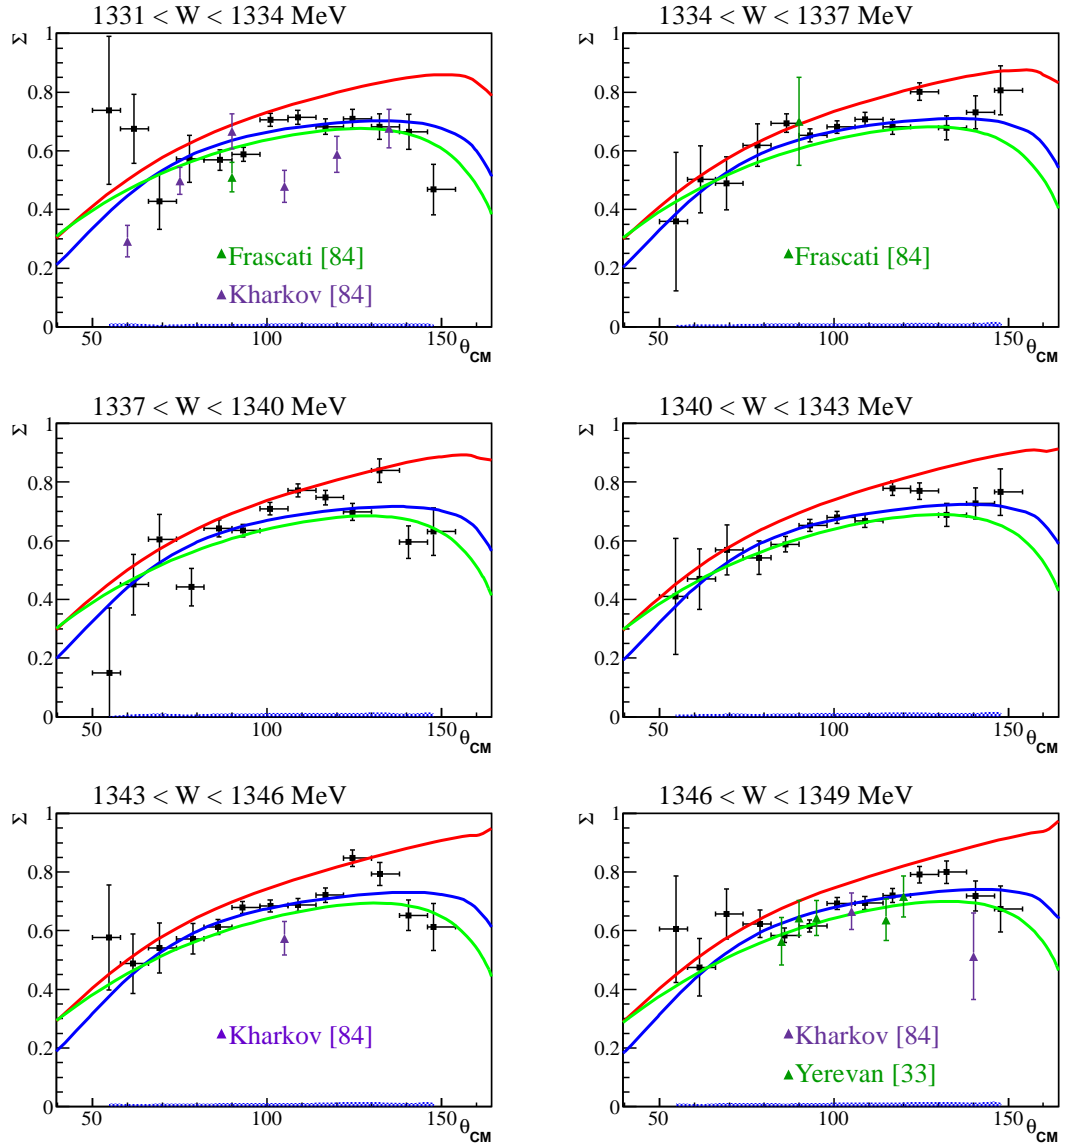 1331 < W < 1334 MeV
Σ
1
0.8
0.6
0.4
0.2
0
Frascati [84]
Kharkov [84]
50
100
150
θCM
1334 < W < 1337 MeV
Σ
1
0.8
0.6
0.4
0.2
0
Frascati [84]
50
100
150
θCM
1337 < W < 1340 MeV
Σ
1
0.8
0.6
0.4
0.2
0
50
100
150
θCM
1340 < W < 1343 MeV
Σ
1
0.8
0.6
0.4
0.2
0
50
100
150
θCM
1343 < W < 1346 MeV
Σ
1
0.8
0.6
0.4
0.2
0
Kharkov [84]
50
100
150
θCM
1346 < W < 1349 MeV
Σ
1
0.8
0.6
0.4
0.2
0
Kharkov [84]
Yerevan [33]
50
100
150
θCM